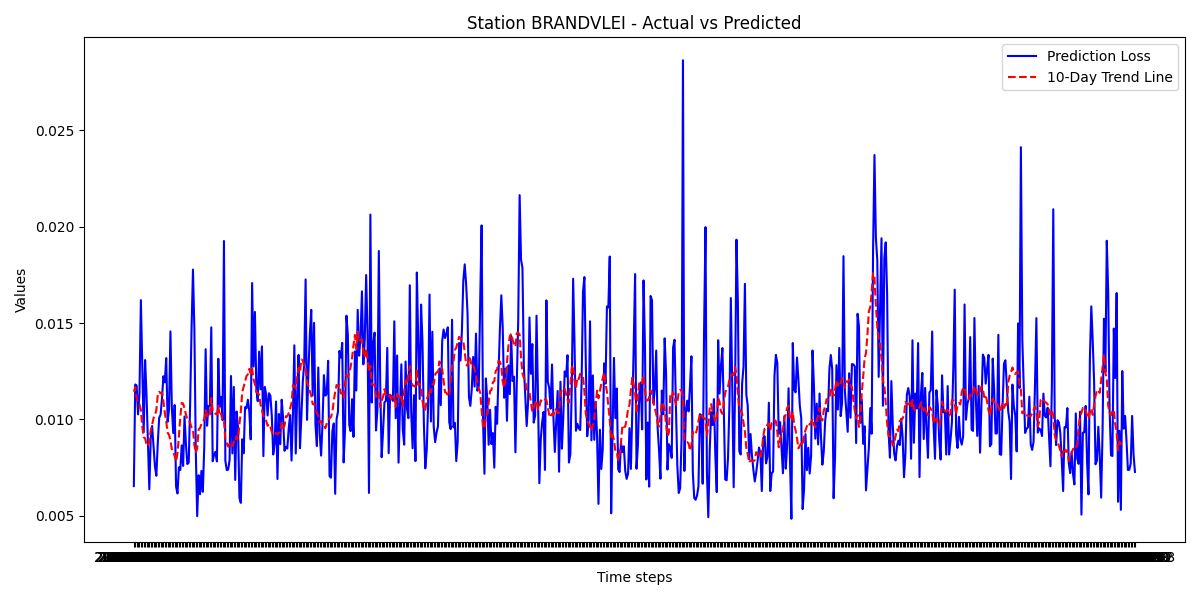 Station BRANDVLEI - Actual vs Predicted
Prediction Loss
10-Day Trend Line
Values
0.025
0.020
0.015
0.010
0.005
Time steps